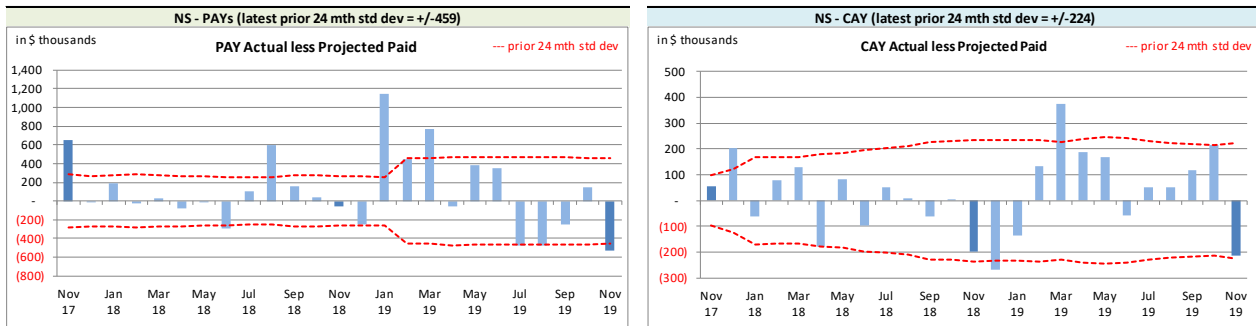 NS - PAYs (latest prior 24 mth std dev = +/-459)
in $ thousands
PAY Actual less Projected Paid
--- prior 24 mth std dev
1,400
1,200
1,000
800
600
400
200
-
(200)
(400)
(600)
(800)
Nov 17
Jan 18
Mar 18
May 18
Jul 18
Sep 18
Nov 18
Jan 19
Mar 19
May 19
Jul 19
Sep 19
Nov 19
NS - CAY (latest prior 24 mth std dev = +/-224)
in $ thousands
CAY Actual less Projected Paid
--- prior 24 mth std dev
500
400
300
200
100
-
(100)
(200)
(300)
Nov 17
Jan 18
Mar 18
May 18
Jul 18
Sep 18
Nov 18
Jan 19
Mar 19
May 19
Jul 19
Sep 19
Nov 19